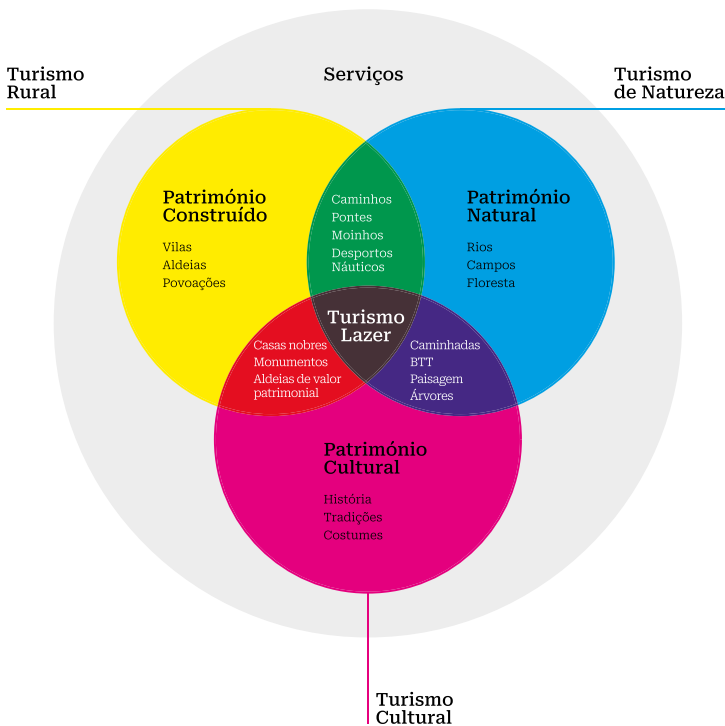 Turismo
Rural
Serviços
Turismo
de Natureza
Património
Construído
Vilas
Aldeias
Povoações
Caminhos
Pontes
Moinhos
Desportos
Náuticos
Património
Natural
Rios
Campos
Floresta
Turismo
Lazer
Casas nobres
Monumentos
Aldeias de valor
patrimonial
Caminhadas
BTT
Paisagem
Árvores
Património
Cultural
História
Tradições
Costumes
Turismo
Cultural